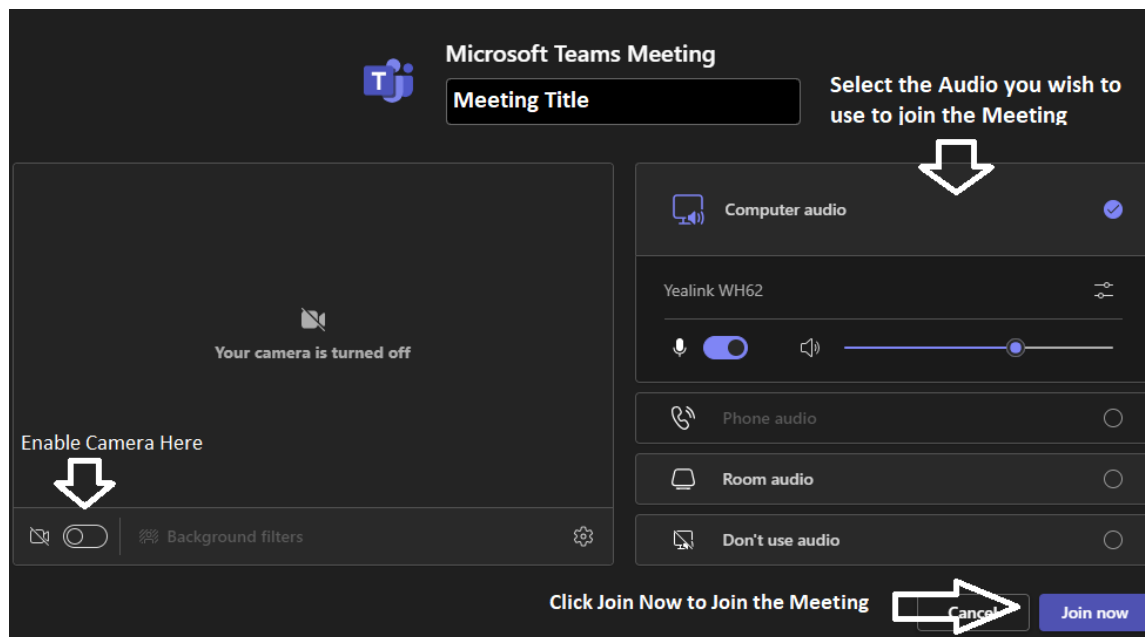 Microsoft Teams Meeting
T
Meeting Title
Select the Audio you wish to
use to join the Meeting
Computer audio
Yealink WH62
Your camera is turned off
Phone audio
Enable Camera Here
Room audio
Background filters
Don't use audio
Click Join Now to Join the Meeting
Cancel
Join now